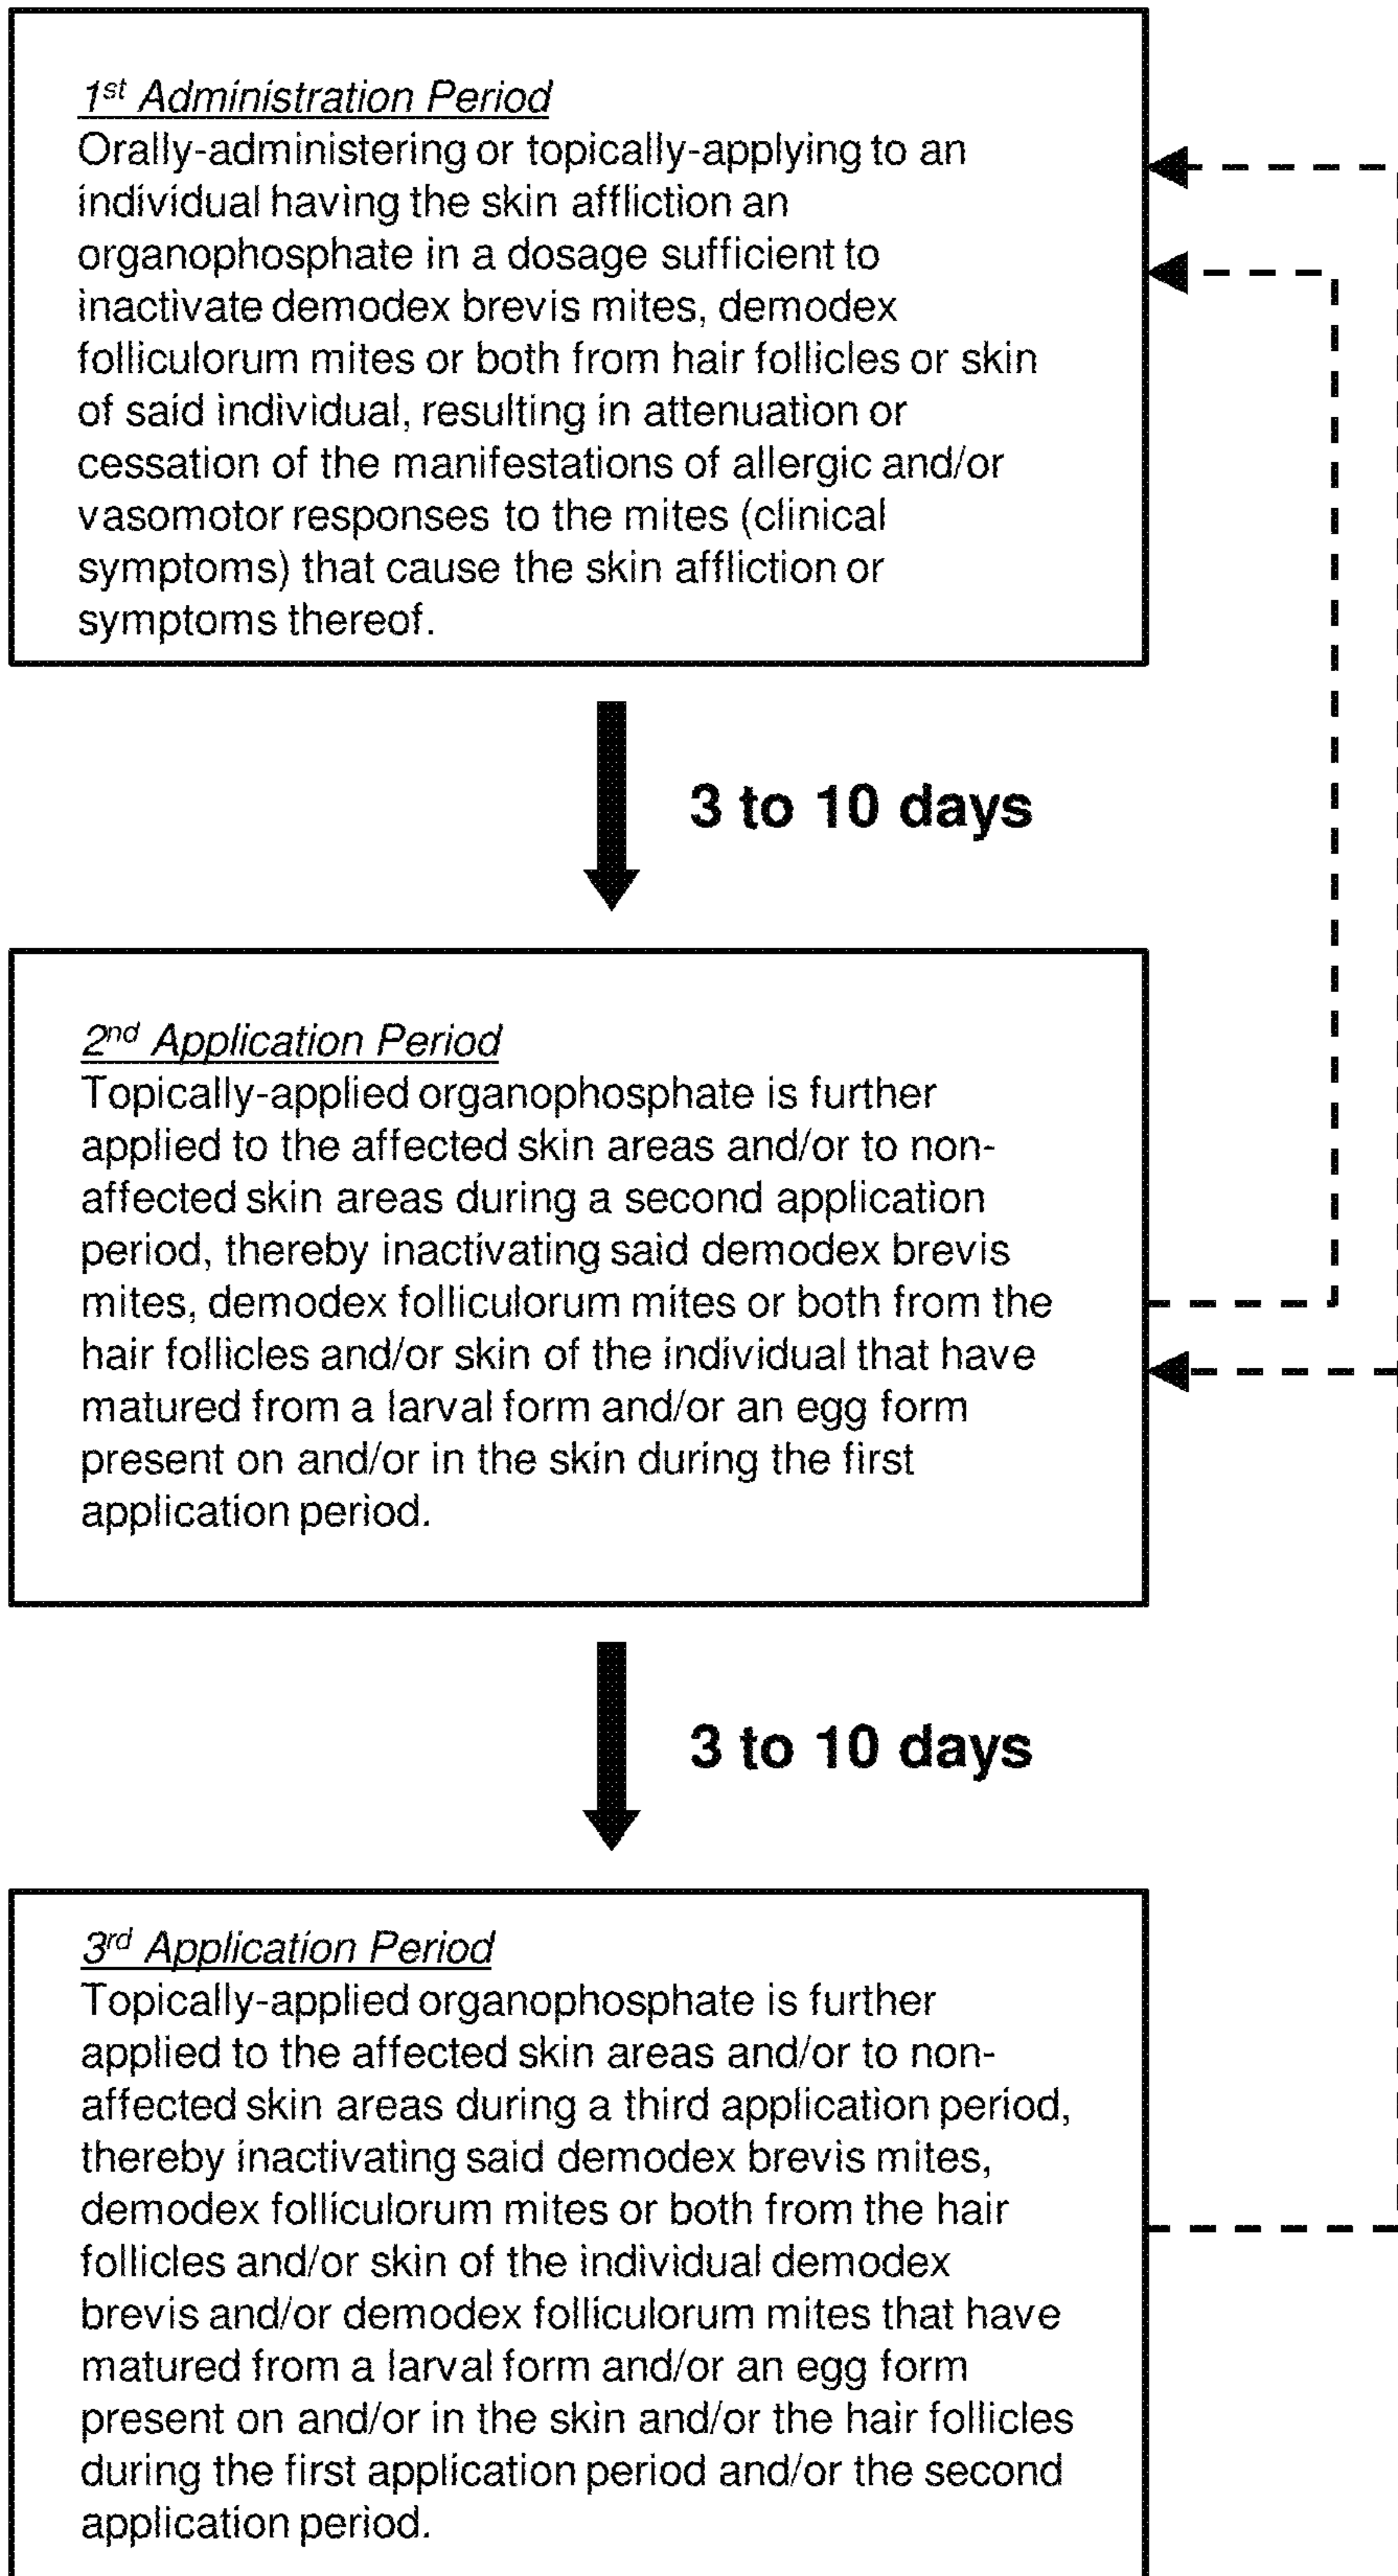 1st Administration Period
Orally-administering or topically-applying to an
individual having the skin affliction an
organophosphate in a dosage sufficient to
inactivate demodex brevis mites, demodex
folliculorum mites or both from hair follicles or skin
of said individual, resulting in attenuation or
cessation of the manifestations of allergic and/or
vasomotor responses to the mites (clinical
symptoms) that cause the skin affliction or
symptoms thereof.
3 to 10 days
2nd Application Period
Topically-applied organophosphate is further
applied to the affected skin areas and/or to non-
affected skin areas during a second application
period, thereby inactivating said demodex brevis
mites, demodex folliculorum mites or both from the
hair follicles and/or skin of the individual that have
matured from a larval form and/or an egg form
present on and/or in the skin during the first
application period.
3 to 10 days
3rd Application Period
Topically-applied organophosphate is further
applied to the affected skin areas and/or to non-
affected skin areas during a third application period,
thereby inactivating said demodex brevis mites,
demodex folliculorum mites or both from the hair
follicles and/or skin of the individual demodex
brevis and/or demodex folliculorum mites that have
matured from a larval form and/or an egg form
present on and/or in the skin and/or the hair follicles
during the first application period and/or the second
application period.